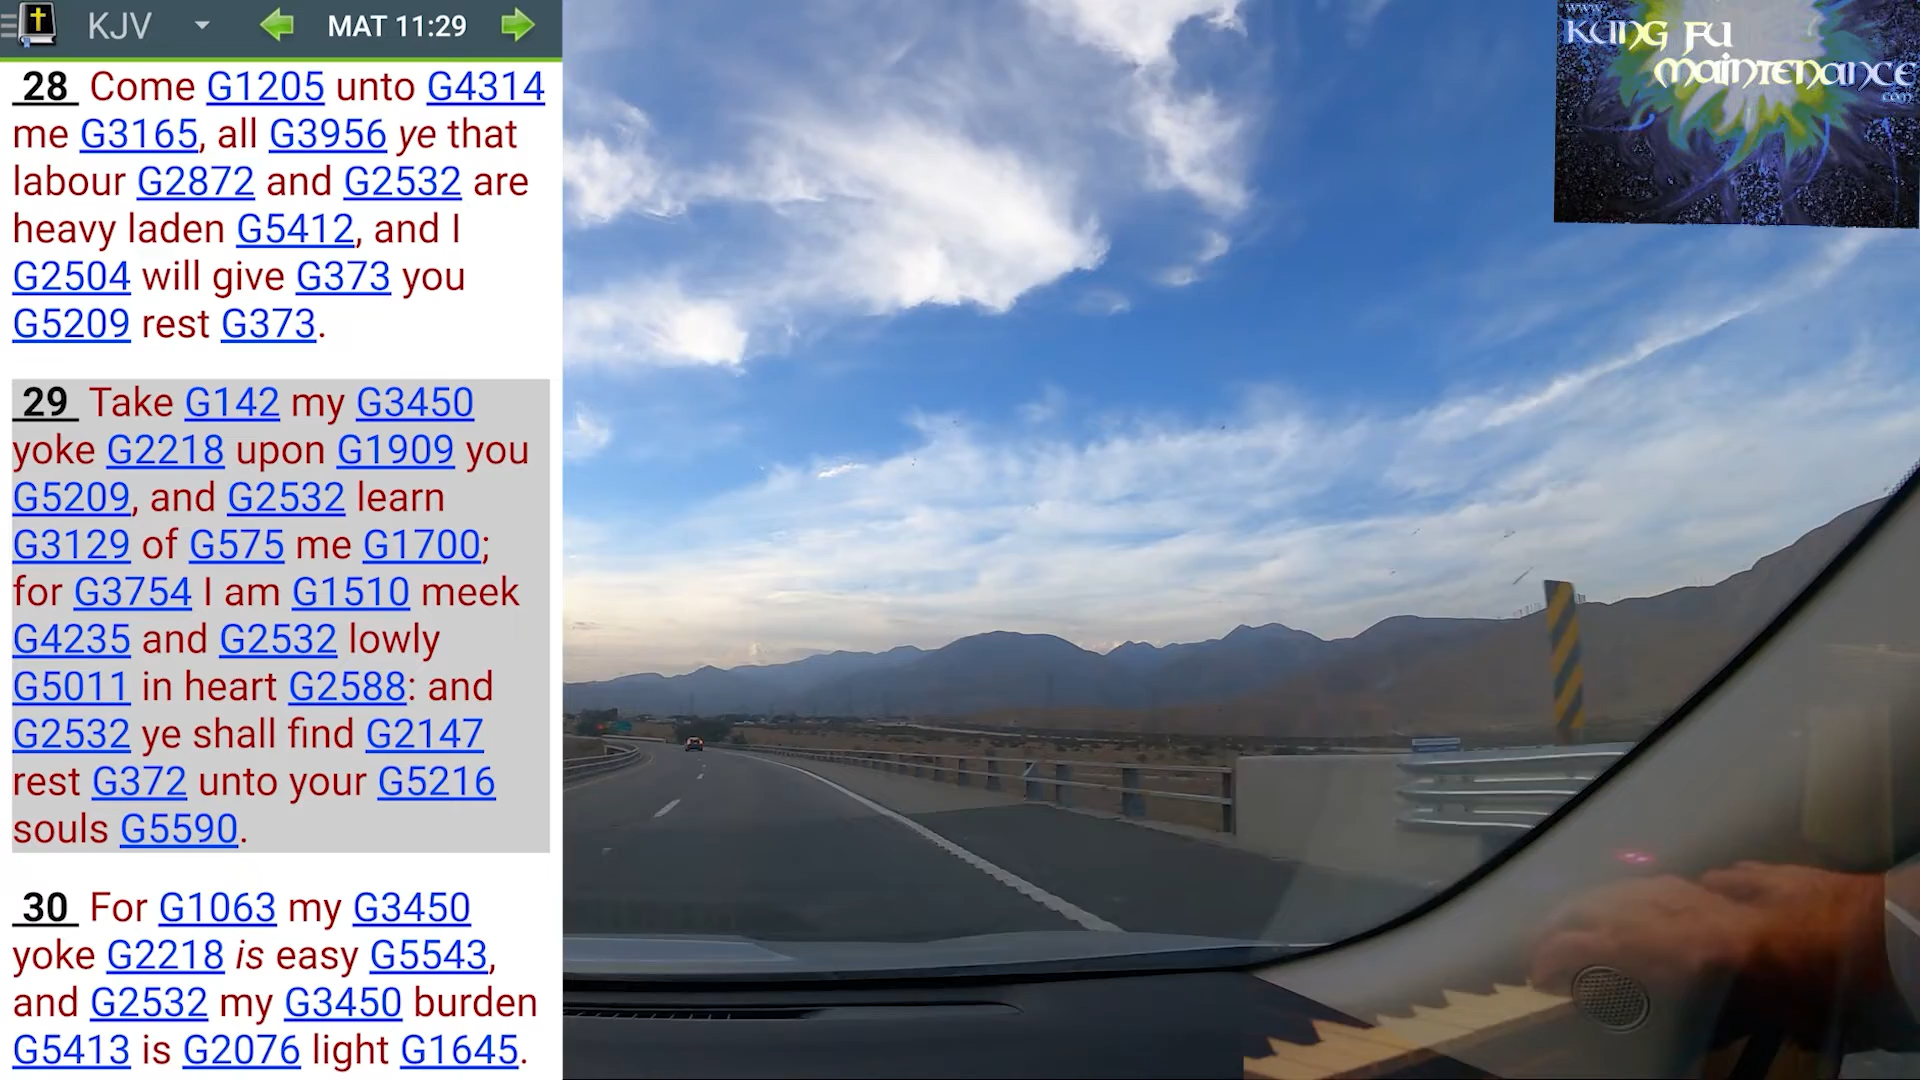 KJV
MAT 11:29
28 Come G1205 unto G4314
me G3165, all G3956 ye that
labour G2872 and G2532 are
heavy laden G5412, and I
G2504 will give G373 you
G5209 rest G373.
29 Take G142 my G3450
yoke G2218 upon G1909 you
G5209, and G2532 learn
G3129 of G575 me G1700;
for G3754 I am G1510 meek
G4235 and G2532 lowly
G5011 in heart G2588: and
G2532 ye shall find G2147
rest G372 unto your G5216
souls G5590.
30 For G1063 my G3450
yoke G2218 is easy G5543,
and G2532 my G3450 burden
G5413 is G2076 light G1645.
www.
Kung Fu
Maintenance
.com